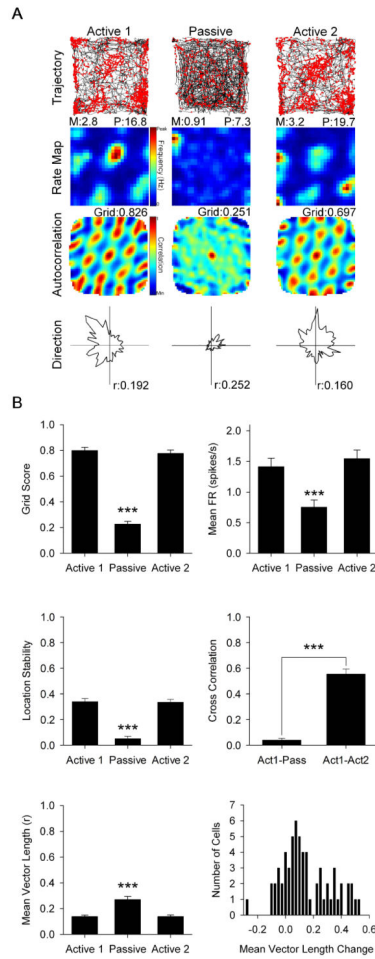 A
Active 1 Passive Active 2
Trajectory
M:2.8 P:16.8 M:0.91 P:7.3 M:3.2 P:19.7
Rate Map
Peak
Frequency (Hz)
0
Grid:0.826 Grid:0.251 Grid:0.697
Autocorrelation
Correlation
Min
Direction
r:0.192 r:0.252 r:0.160
B
Grid Score
1.0
0.8
0.6
0.4
0.2
0.0
***
Active 1 Passive Active 2
Mean FR (spikes/s)
2.0
1.5
1.0
0.5
0.0
***
Active 1 Passive Active 2
Location Stability
1.0
0.8
0.6
0.4
0.2
0.0
***
Active 1 Passive Active 2
Cross Correlation
1.0
0.8
0.6
0.4
0.2
0.0
***
Act1-Pass Act1-Act2
Mean Vector Length (r)
1.0
0.8
0.6
0.4
0.2
0.0
***
Active 1 Passive Active 2
Number of Cells
7
6
5
4
3
2
1
0
-0.2 0.0 0.2 0.4 0.6
Mean Vector Length Change